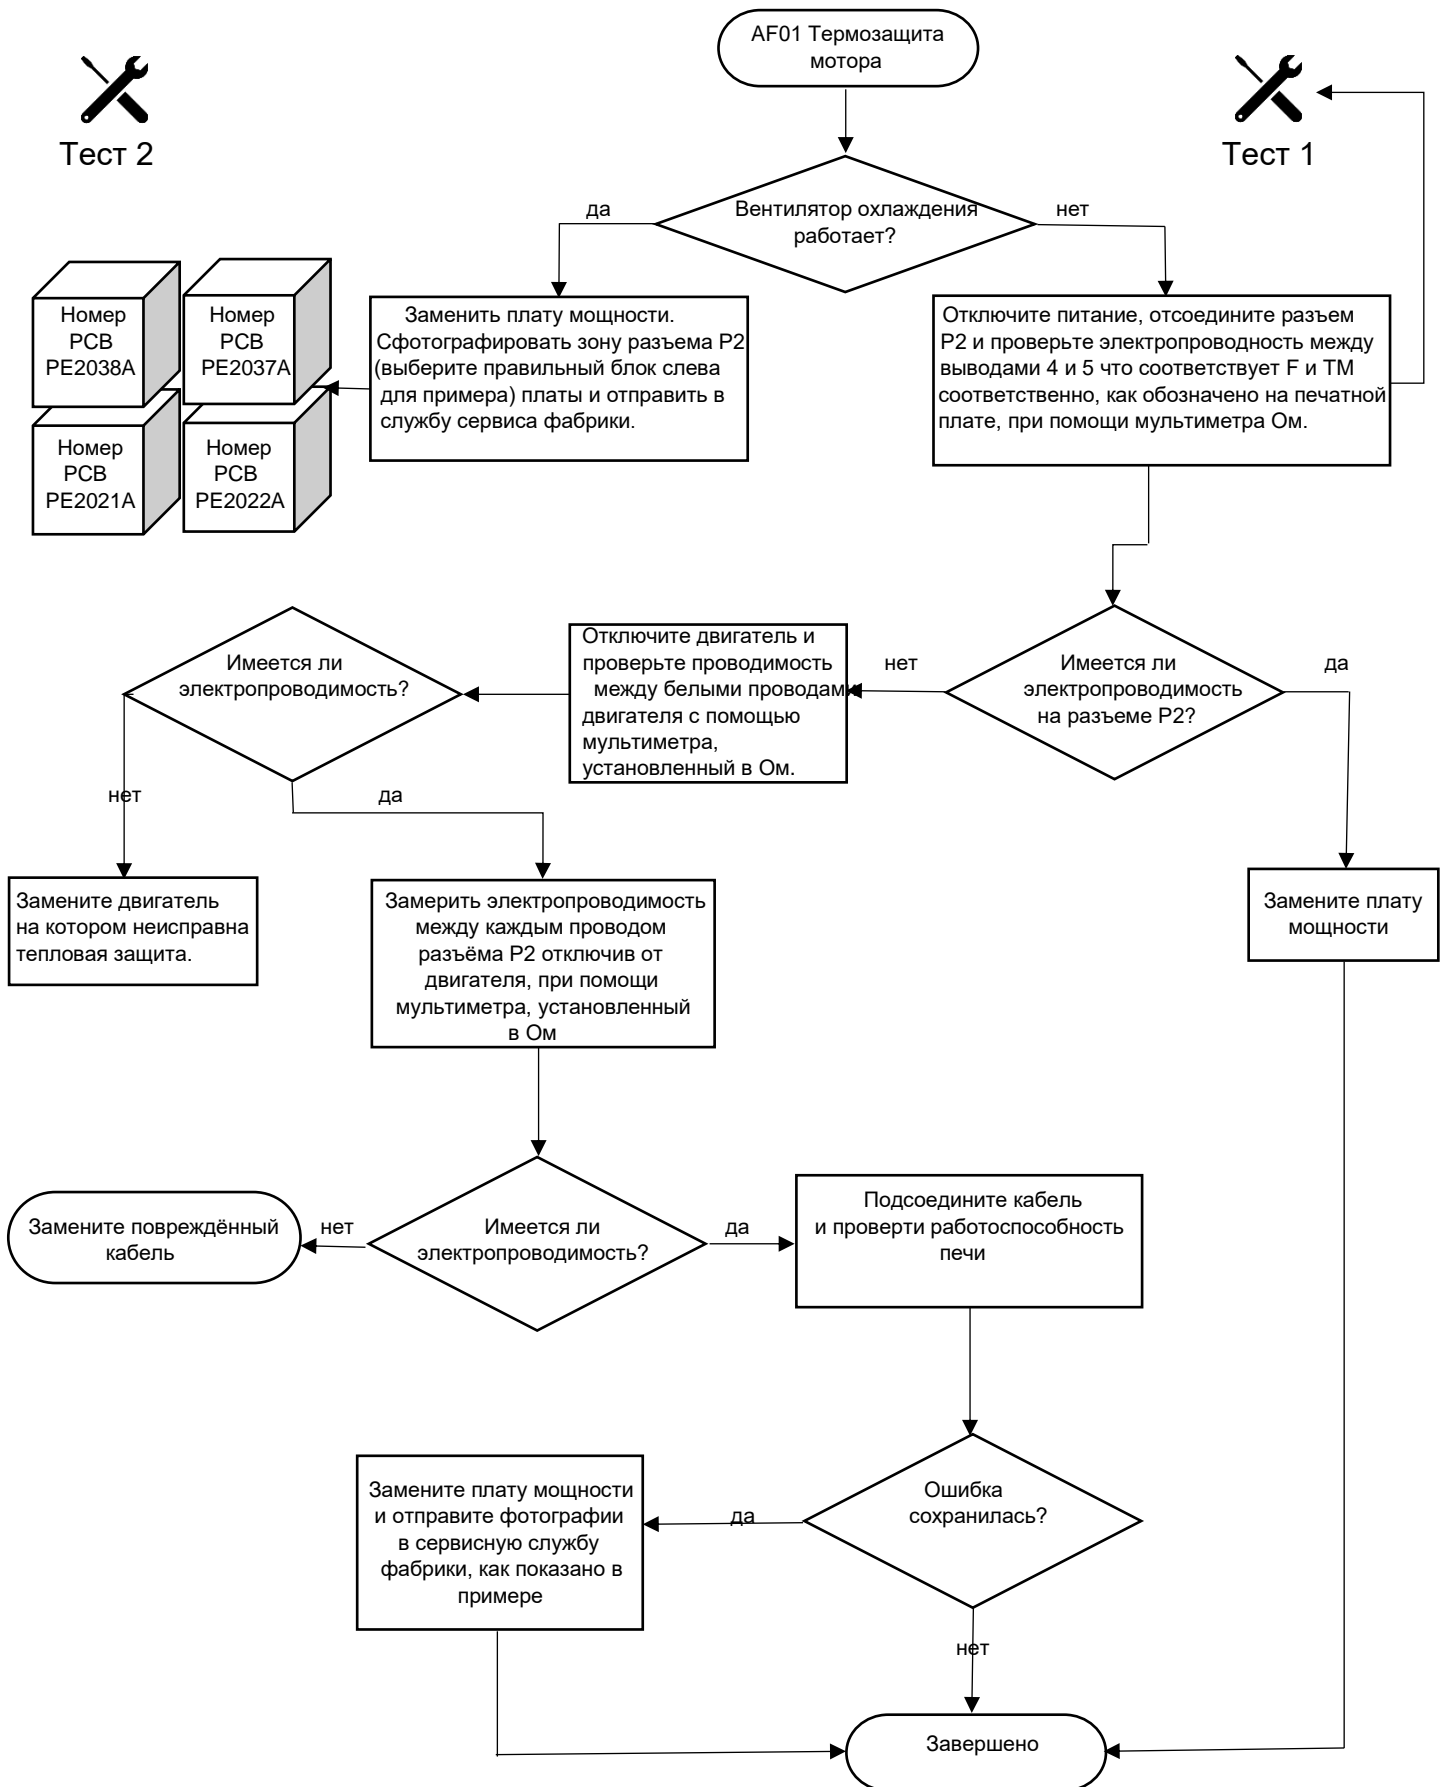 AF01 Термозащита
мотора
Тест 2
Тест 1
да
Вентилятор охлаждения
работает?
нет
Номер
PCB
PE2038A
Номер
PCB
PE2037A
Номер
PCB
PE2021A
Номер
PCB
PE2022A
Заменить плату мощности.
Сфотографировать зону разъема P2
(выберите правильный блок слева
для примера) платы и отправить в
службу сервиса фабрики.
Отключите питание, отсоедините разъем
P2 и проверьте электропроводность между
выводами 4 и 5 что соответствует F и TM
соответственно, как обозначено на печатной
плате, при помощи мультиметра Ом.
Имеется ли
электропроводимость?
Отключите двигатель и
проверьте проводимость
между белыми проводами
двигателя с помощью
мультиметра,
установленный в Ом.
нет
Имеется ли
электропроводимость
на разъеме P2?
да
нет
да
Замените двигатель
на котором неисправна
тепловая защита.
Замерить электропроводимость
между каждым проводом
разъёма P2 отключив от
двигателя, при помощи
мультиметра, установленный
в Ом
Замените плату
мощности
Замените повреждённый
кабель
нет
Имеется ли
электропроводимость?
да
Подсоедините кабель
и проверти работоспособность
печи
Замените плату мощности
и отправите фотографии
в сервисную службу
фабрики, как показано в
примере
да
Ошибка
сохранилась?
нет
Завершено